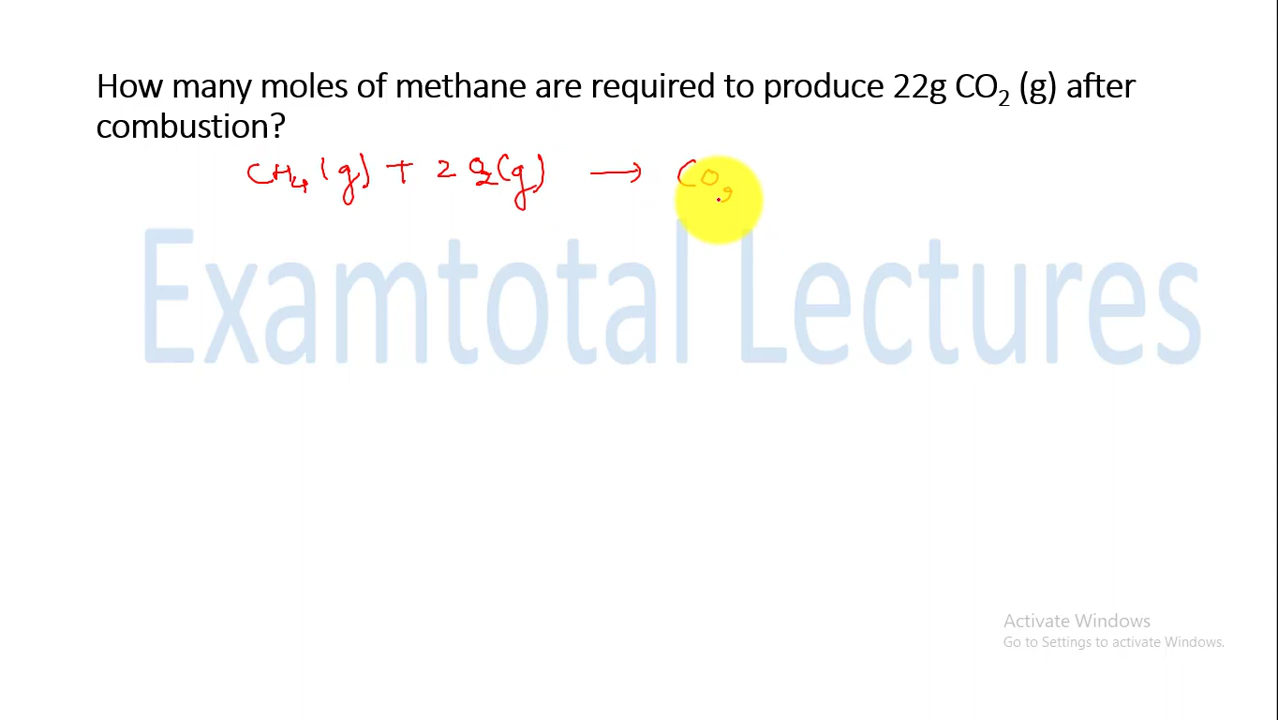 How many moles of methane are required to produce 22g CO₂ (g) after
combustion?
CH₄ (g) + 2 O₂ (g) → CO₂
Examtotal Lectures
Activate Windows
Go to Settings to activate Windows.